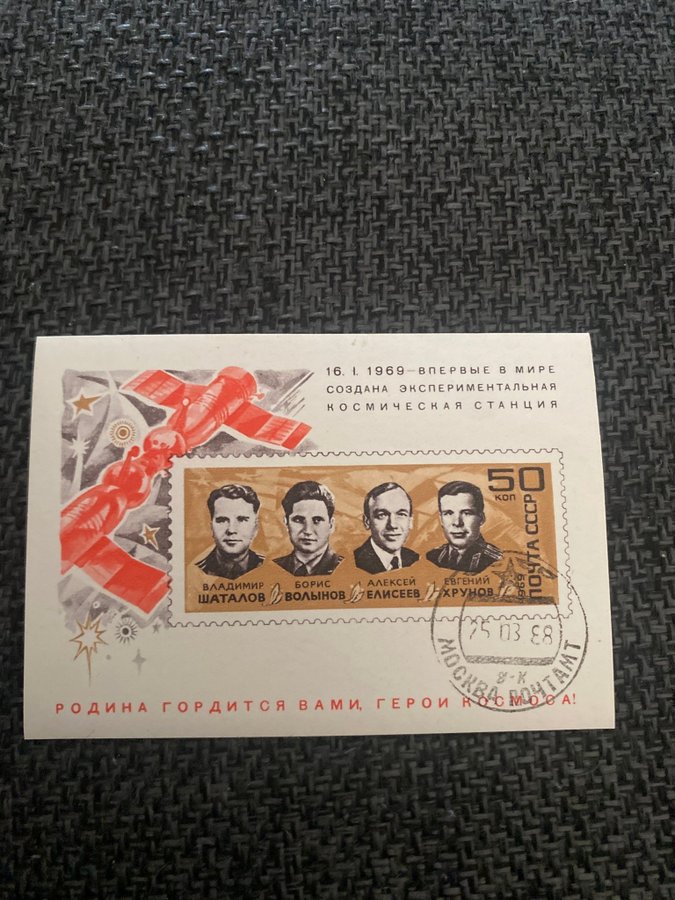 16. I. 1969 — ВПЕРВЫЕ В МИРЕ
СОЗДАНА ЭКСПЕРИМЕНТАЛЬНАЯ
КОСМИЧЕСКАЯ СТАНЦИЯ
50
КОП
ПОЧТА СССР
1969
ВЛАДИМИР
ШАТАЛОВ
БОРИС
ВОЛЫНОВ
АЛЕКСЕЙ
ЕЛИСЕЕВ
ЕВГЕНИЙ
ХРУНОВ
25 03 88
8-К
МОСКВА ПОЧТАМТ
РОДИНА ГОРДИТСЯ ВАМИ, ГЕРОИ КОСМОСА!